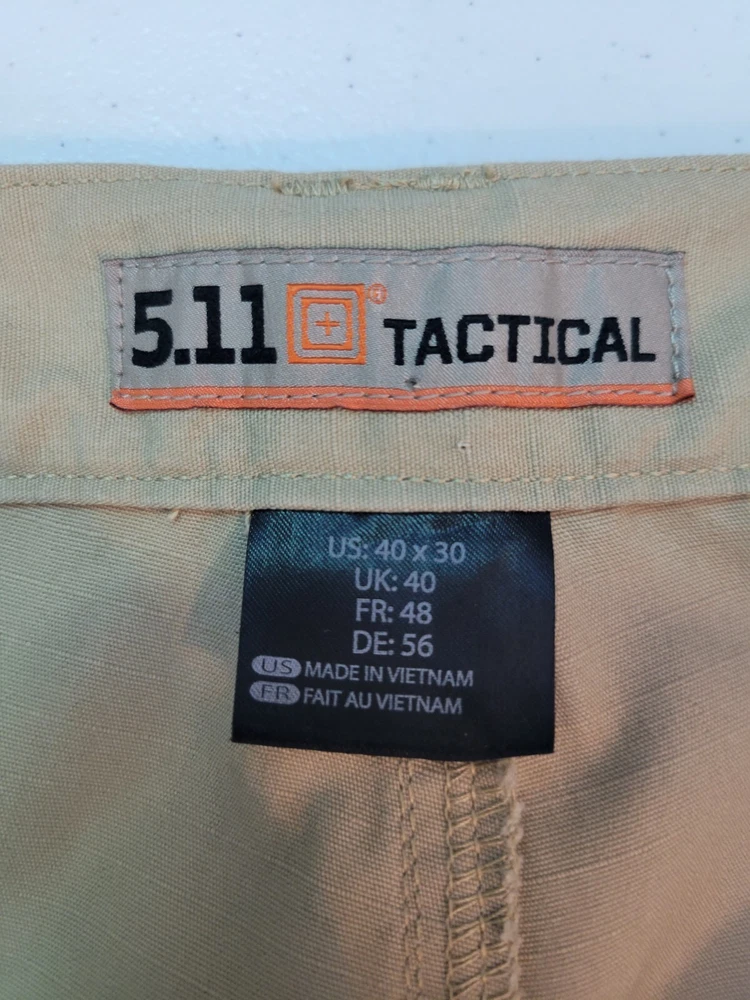 5.11® TACTICAL
US: 40 x 30
UK: 40
FR: 48
DE: 56
US MADE IN VIETNAM
FR FAIT AU VIETNAM